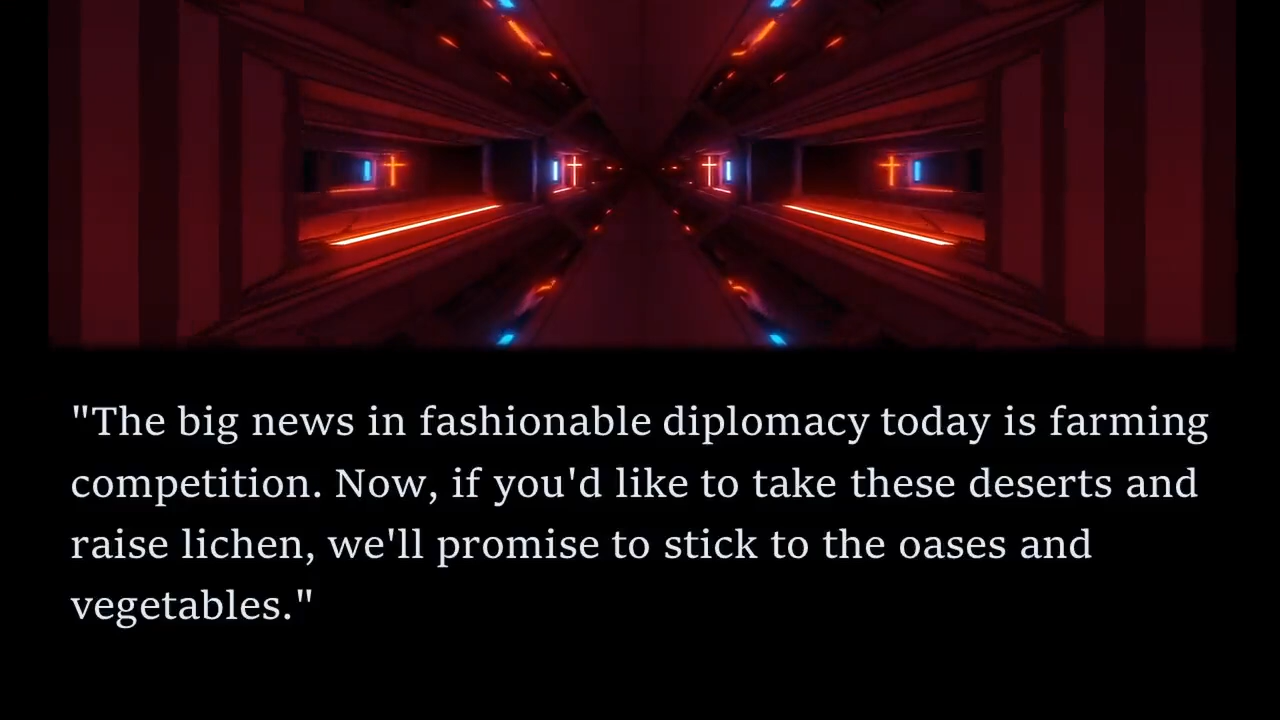 "The big news in fashionable diplomacy today is farming
competition. Now, if you'd like to take these deserts and
raise lichen, we'll promise to stick to the oases and
vegetables."